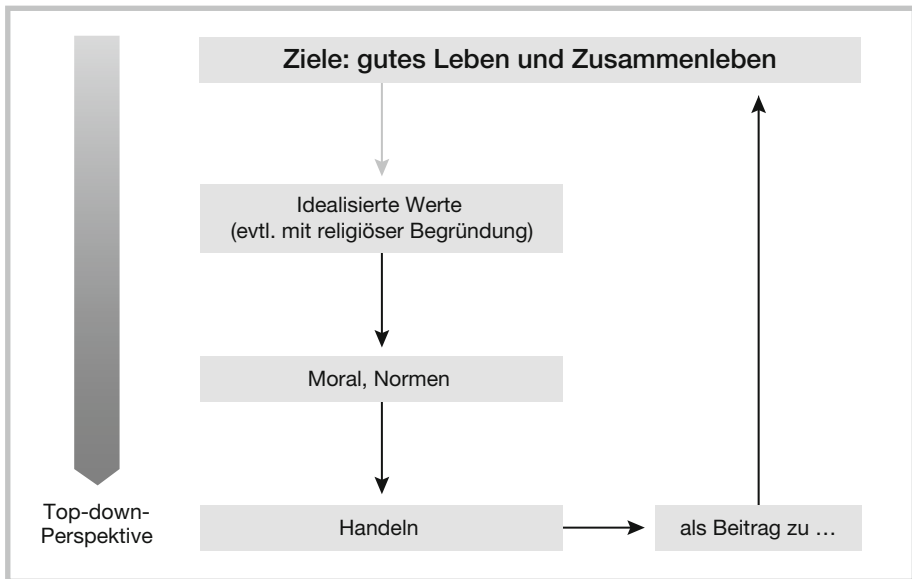 Ziele: gutes Leben und Zusammenleben
Idealisierte Werte
(evtl. mit religiöser Begründung)
Moral, Normen
Top-down-
Perspektive
Handeln
als Beitrag zu …